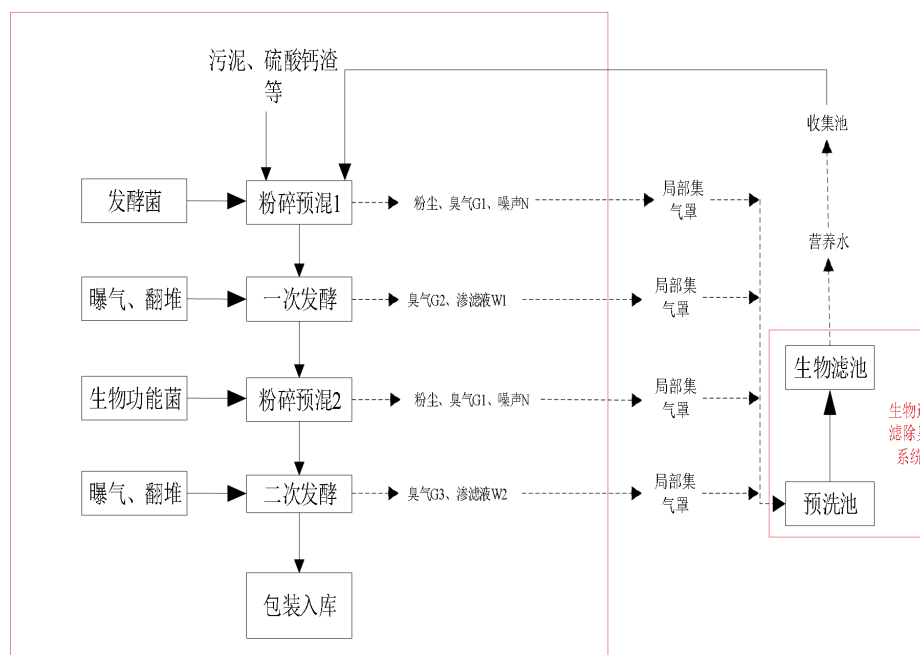 污泥、硫酸钙渣
等
收集池
发酵菌
粉碎预混1
粉尘、臭气G1、噪声N
局部集
气罩
营养水
曝气、翻堆
一次发酵
臭气G2、渗滤液W1
局部集
气罩
生物滤池
生物功能菌
粉碎预混2
粉尘、臭气G1、噪声N
局部集
气罩
生物
滤除
系统
曝气、翻堆
二次发酵
臭气G3、渗滤液W2
局部集
气罩
预洗池
包装入库